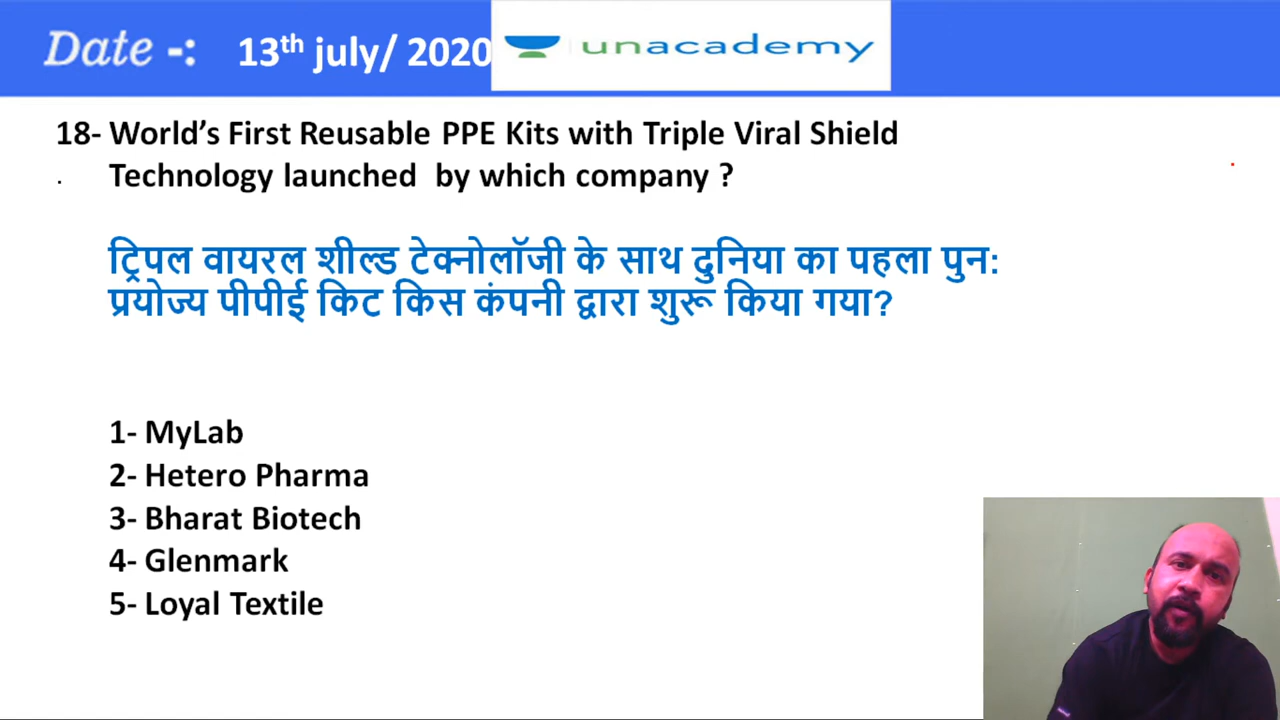 Date -: 13th july/ 2020 unacademy
18- World's First Reusable PPE Kits with Triple Viral Shield
Technology launched by which company ?
ट्रिपल वायरल शील्ड टेक्नोलॉजी के साथ दुनिया का पहला पुन:
प्रयोज्य पीपीई किट किस कंपनी द्वारा शुरू किया गया?
1- MyLab
2- Hetero Pharma
3- Bharat Biotech
4- Glenmark
5- Loyal Textile